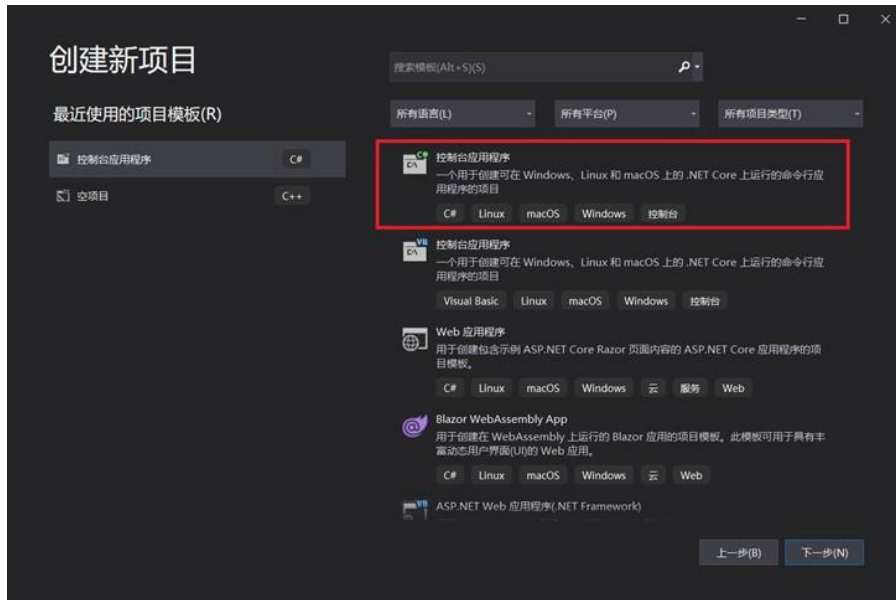 创建新项目
搜索模板(Alt+S)(S)
最近使用的项目模板(R)
所有语言(L)
所有平台(P)
所有项目类型(T)
控制台应用程序
C#
空项目
C++
控制台应用程序
一个用于创建可在 Windows、Linux 和 macOS 上的 .NET Core 上运行的命令行应
用程序的项目
C# Linux macOS Windows 控制台
控制台应用程序
一个用于创建可在 Windows、Linux 和 macOS 上的 .NET Core 上运行的命令行应
用程序的项目
Visual Basic Linux macOS Windows 控制台
Web 应用程序
用于创建包含示例 ASP.NET Core Razor 页面内容的 ASP.NET Core 应用程序的项
目模板。
C# Linux macOS Windows 云 服务 Web
Blazor WebAssembly App
用于创建在 WebAssembly 上运行的 Blazor 应用的项目模板。此模板可用于具有丰
富动态用户界面(UI)的 Web 应用。
C# Linux macOS Windows 云 Web
ASP.NET Web 应用程序(.NET Framework)
上一步(B)
下一步(N)